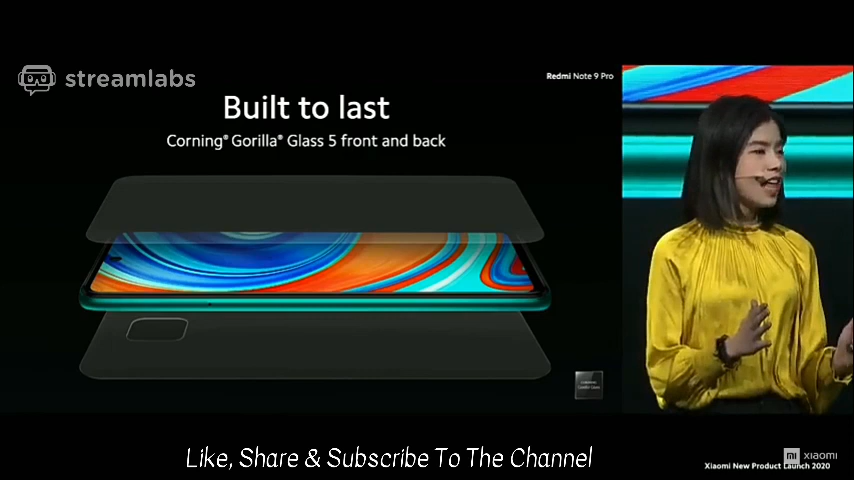 streamlabs
Redmi Note 9 Pro
Built to last
Corning® Gorilla® Glass 5 front and back
Like, Share & Subscribe To The Channel
mi xiaomi
Xiaomi New Product Launch 2020